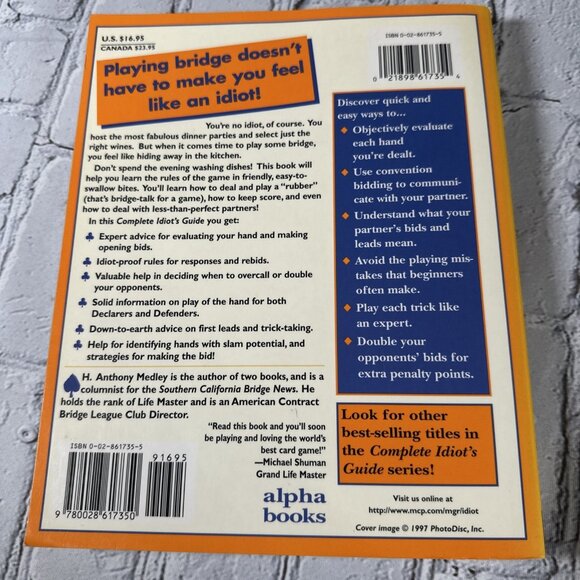 U.S. $16.95
CANADA $23.95
Playing bridge doesn't
have to make you feel
like an idiot!
You're no idiot, of course. You
host the most fabulous dinner parties and select just the
right wines. But when it comes to play some bridge,
you feel like hiding away in the kitchen.
Don't spend the evening washing dishes! This book will
help you learn the rules of the game in friendly, easy-to-
swallow bites. You'll learn how to deal and play a "rubber"
(that's bridge-talk for a game), how to keep score, and even
how to deal with less-than-perfect partners!
In this Complete Idiot's Guide you get:
♣ Expert advice for evaluating your hand and making
opening bids.
♣ Idiot-proof rules for responses and rebids.
♣ Valuable help in deciding when to overcall or double
your opponents.
♣ Solid information on play of the hand for both
Declarers and Defenders.
♣ Down-to-earth advice on first leads and trick-taking.
♣ Help for identifying hands with slam potential, and
strategies for making the bid!
H. Anthony Medley is the author of two books, and is a
columnist for the Southern California Bridge News. He
holds the rank of Life Master and is an American Contract
Bridge League Club Director.
"Read this book and you'll soon
be playing and loving the world's
best card game!"
—Michael Shuman
Grand Life Master
ISBN 0-02-861735-5
91695
9 780028 617350
alpha
books
ISBN 0-02-861735-5
0 21898 61735 4
Discover quick and
easy ways to...
◆ Objectively evaluate
each hand
you're dealt.
◆ Use convention
bidding to communi-
cate with your partner.
◆ Understand what your
partner's bids and
leads mean.
◆ Avoid the playing mis-
takes that beginners
often make.
◆ Play each trick like
an expert.
◆ Double your
opponents' bids for
extra penalty points.
Look for other
best-selling titles in
the Complete Idiot's
Guide series!
Visit us online at
http://www.mcp.com/mgr/idiot
Cover image © 1997 PhotoDisc, Inc.